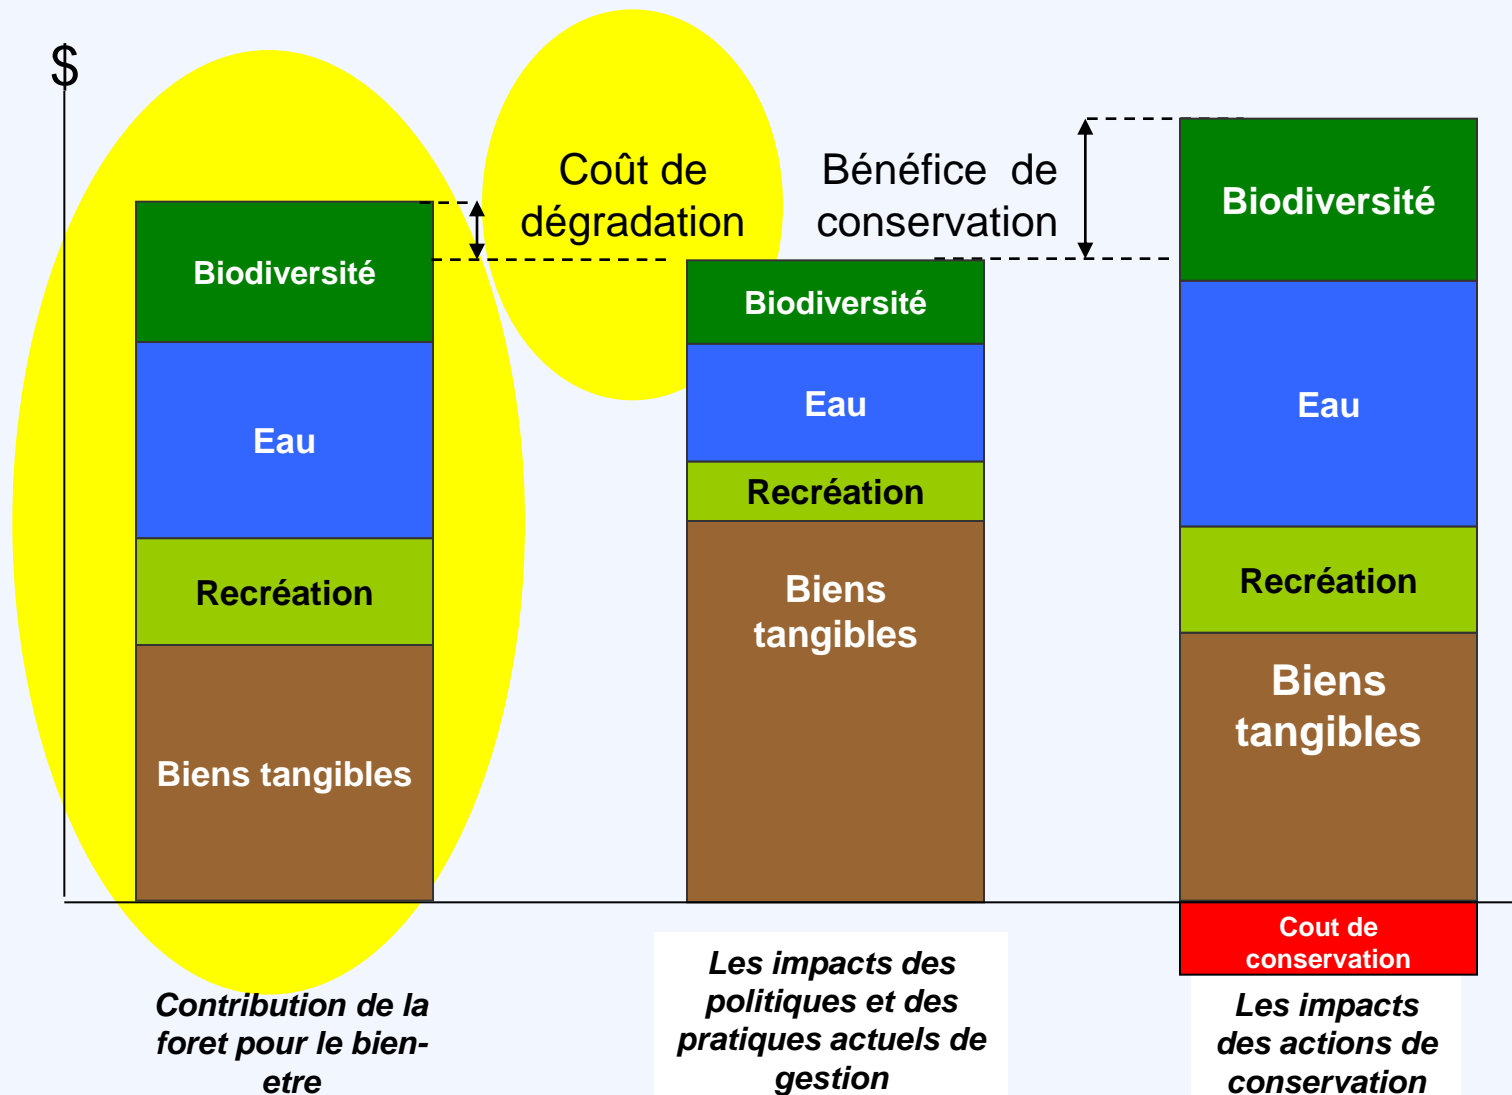 $
Coût de
dégradation
Bénéfice de
conservation
Biodiversité
Eau
Recréation
Biens tangibles
Biodiversité
Eau
Recréation
Biens
tangibles
Biodiversité
Eau
Recréation
Biens
tangibles
Cout de
conservation
Contribution de la
foret pour le bien-
etre
Les impacts des
politiques et des
pratiques actuels de
gestion
Les impacts
des actions de
conservation